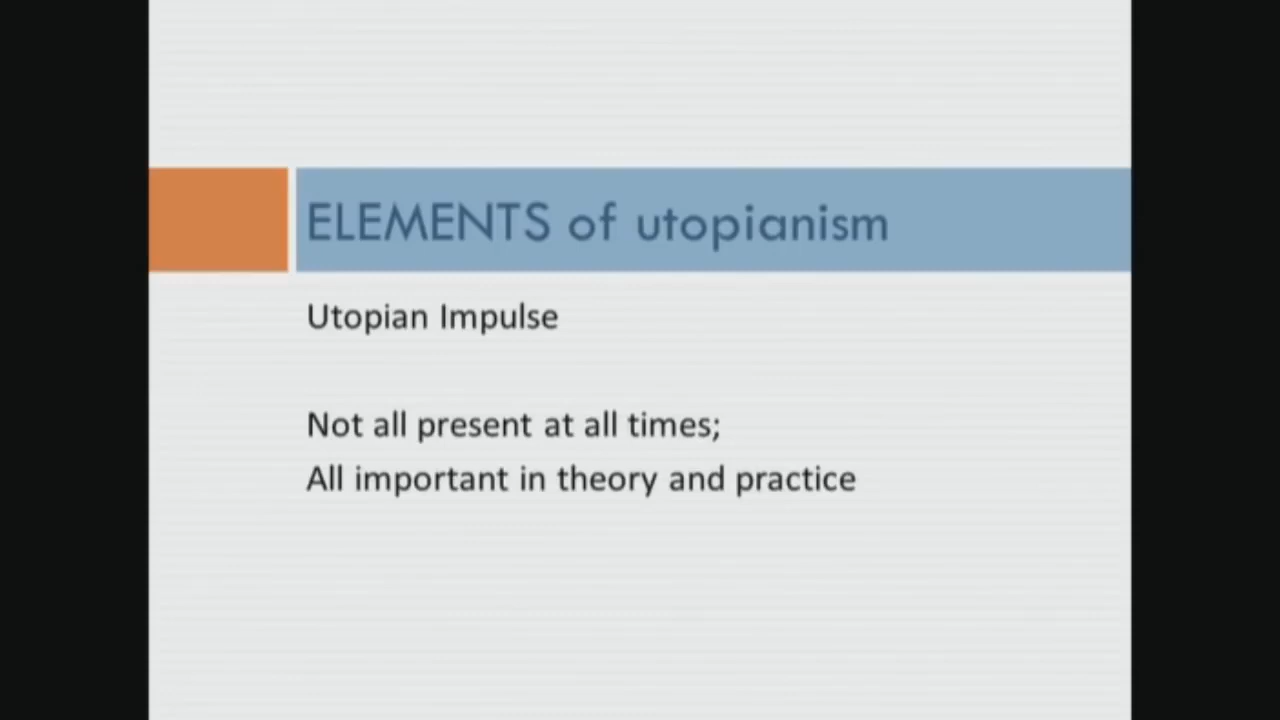 ELEMENTS of utopianism
Utopian Impulse
Not all present at all times;
All important in theory and practice